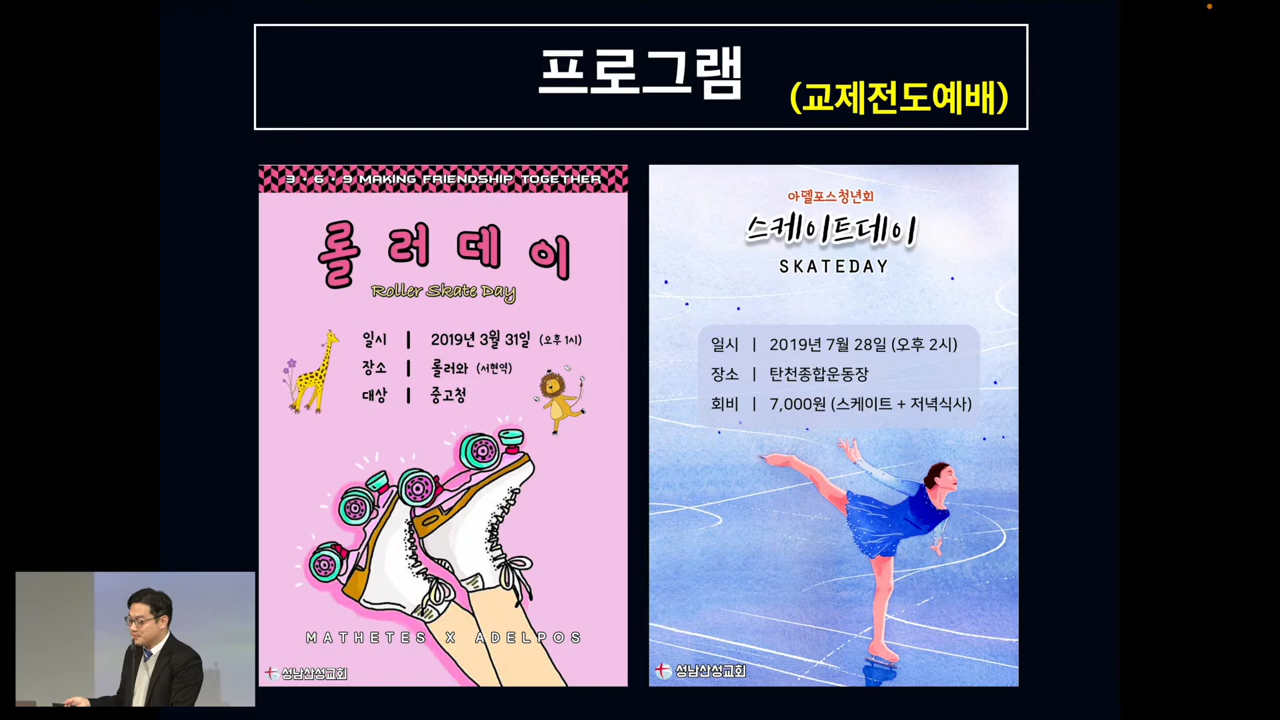 프로그램
(교제전도예배)
3 • 6 • 9 MAKING FRIENDSHIP TOGETHER
롤러데이
Roller Skate Day
일시 | 2019년 3월 31일 (오후 1시)
장소 | 롤러와 (서현역)
대상 | 중고청
MATHETES X ADELPOS
성남산성교회
아델포스청년회
스케이트데이
SKATEDAY
일시 | 2019년 7월 28일 (오후 2시)
장소 | 탄천종합운동장
회비 | 7,000원 (스케이트 + 저녁식사)
성남산성교회